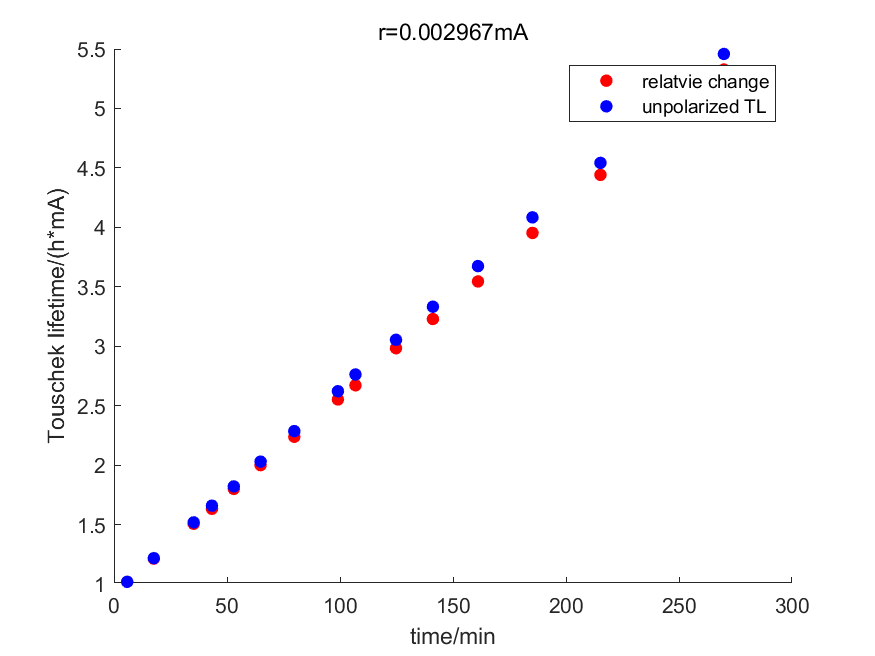 r=0.002967mA
5.5
5
4.5
4
3.5
3
2.5
2
1.5
1
Touschek lifetime/(h*mA)
relatvie change
unpolarized TL
0 50 100 150 200 250 300
time/min